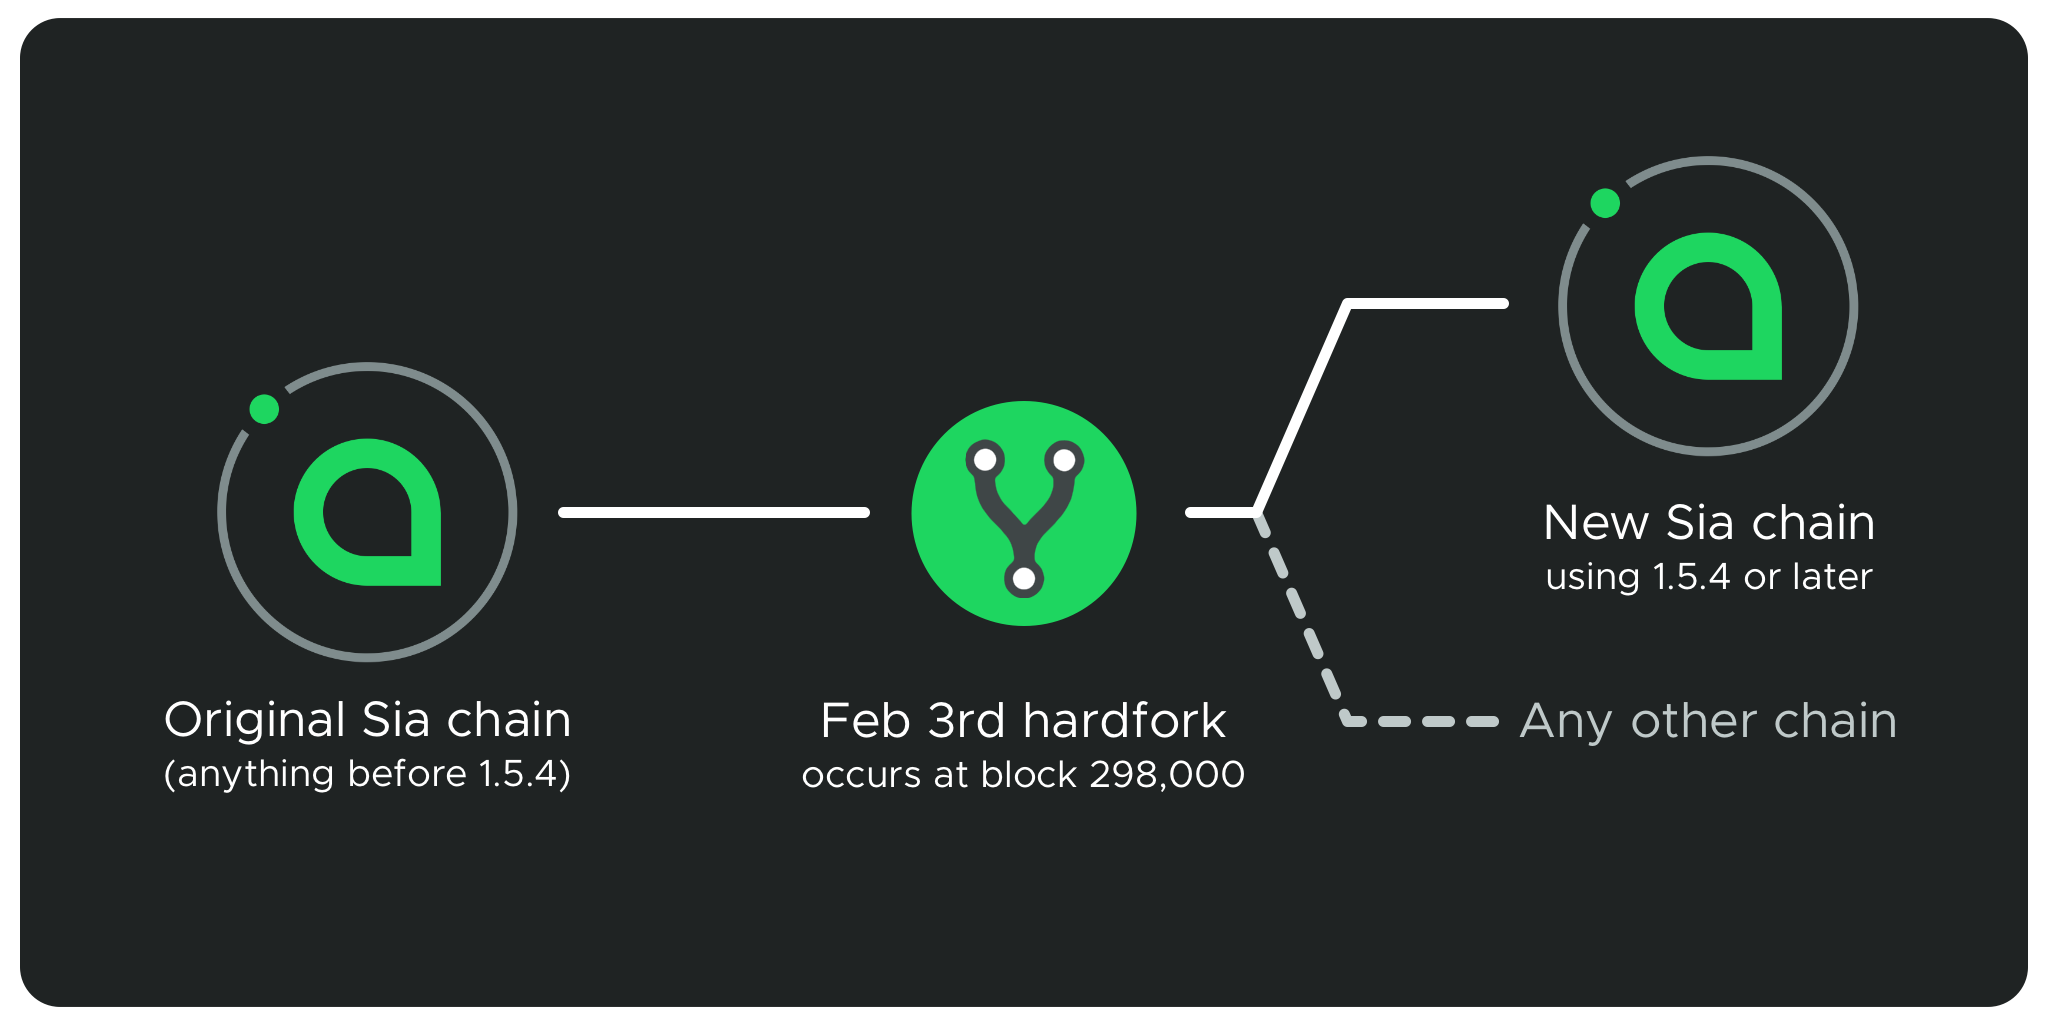 Original Sia chain
(anything before 1.5.4)
Feb 3rd hardfork
occurs at block 298,000
New Sia chain
using 1.5.4 or later
Any other chain